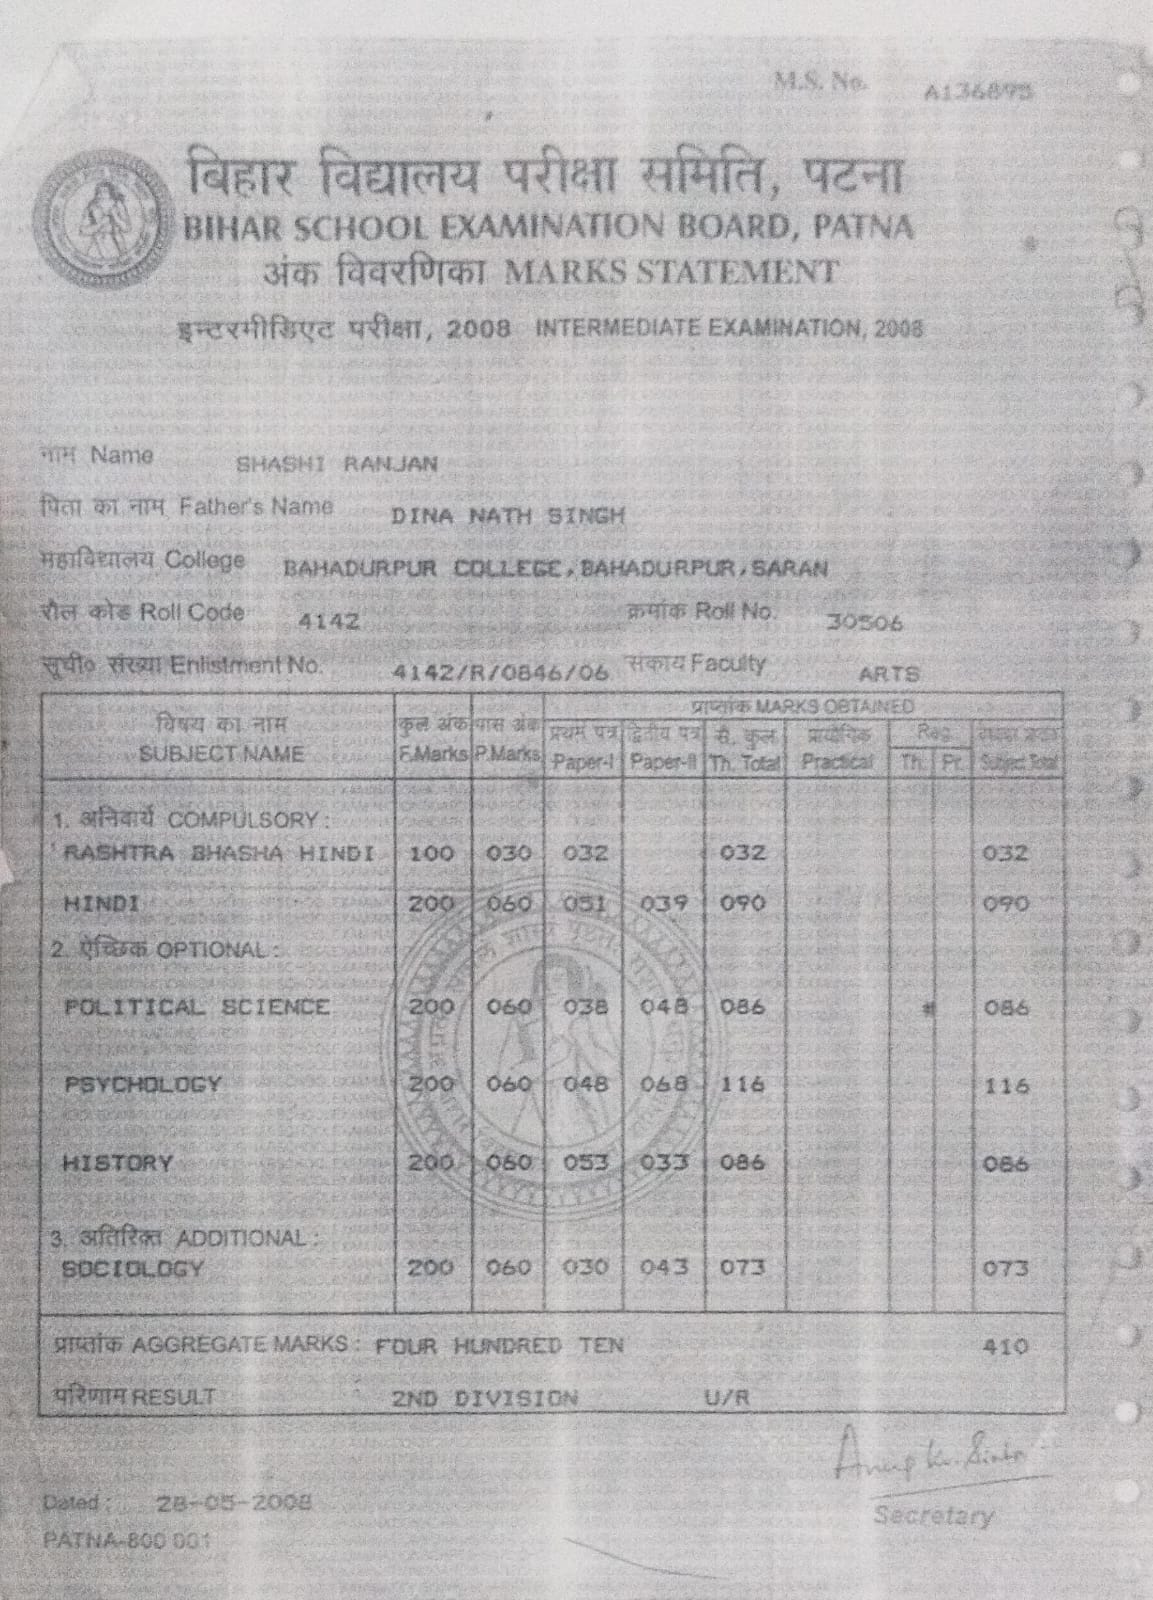 M.S. No. A136895
बिहार विद्यालय परीक्षा समिति, पटना
BIHAR SCHOOL EXAMINATION BOARD, PATNA
अंक विवरणिका MARKS STATEMENT
इन्टरमीडिएट परीक्षा, 2008 INTERMEDIATE EXAMINATION, 2008
नाम Name SHASHI RANJAN
पिता का नाम Father's Name DINA NATH SINGH
महाविद्यालय College BAHADURPUR COLLEGE, BAHADURPUR, SARAN
रौल कोड Roll Code 4142 क्रमांक Roll No. 30506
सूची० संख्या Enlistment No. 4142/R/0846/06 संकाय Faculty ARTS
विषय का नाम कुल अंक पास अंक प्राप्तांक MARKS OBTAINED
प्रथम पत्र द्वितीय पत्र सै. कुल प्रायोगिक Reg.
SUBJECT NAME F.Marks P.Marks Paper-I Paper-II Th. Total Practical Th. Pr. Subject Total
1. अनिवार्य COMPULSORY :
RASHTRA BHASHA HINDI 100 030 032 032 032
HINDI 200 060 051 039 090 090
2. ऐच्छिक OPTIONAL :
POLITICAL SCIENCE 200 060 038 048 086 086
PSYCHOLOGY 200 060 048 068 116 116
HISTORY 200 060 053 033 086 086
3. अतिरिक्त ADDITIONAL :
SOCIOLOGY 200 060 030 043 073 073
प्राप्तांक AGGREGATE MARKS : FOUR HUNDRED TEN 410
परिणाम RESULT 2ND DIVISION U/R
Anup Kr. Sinha
Dated : 28-05-2008 Secretary
PATNA-800 001